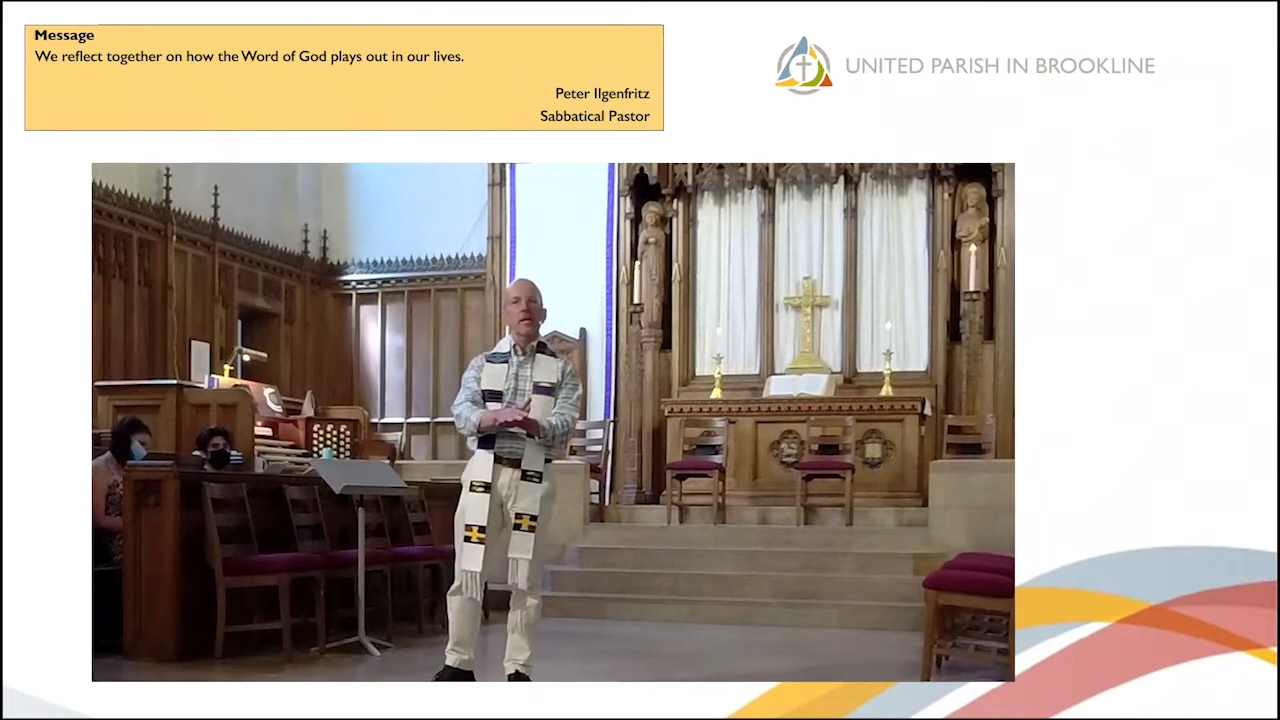 Message
We reflect together on how the Word of God plays out in our lives.
Peter Ilgenfritz
Sabbatical Pastor
UNITED PARISH IN BROOKLINE